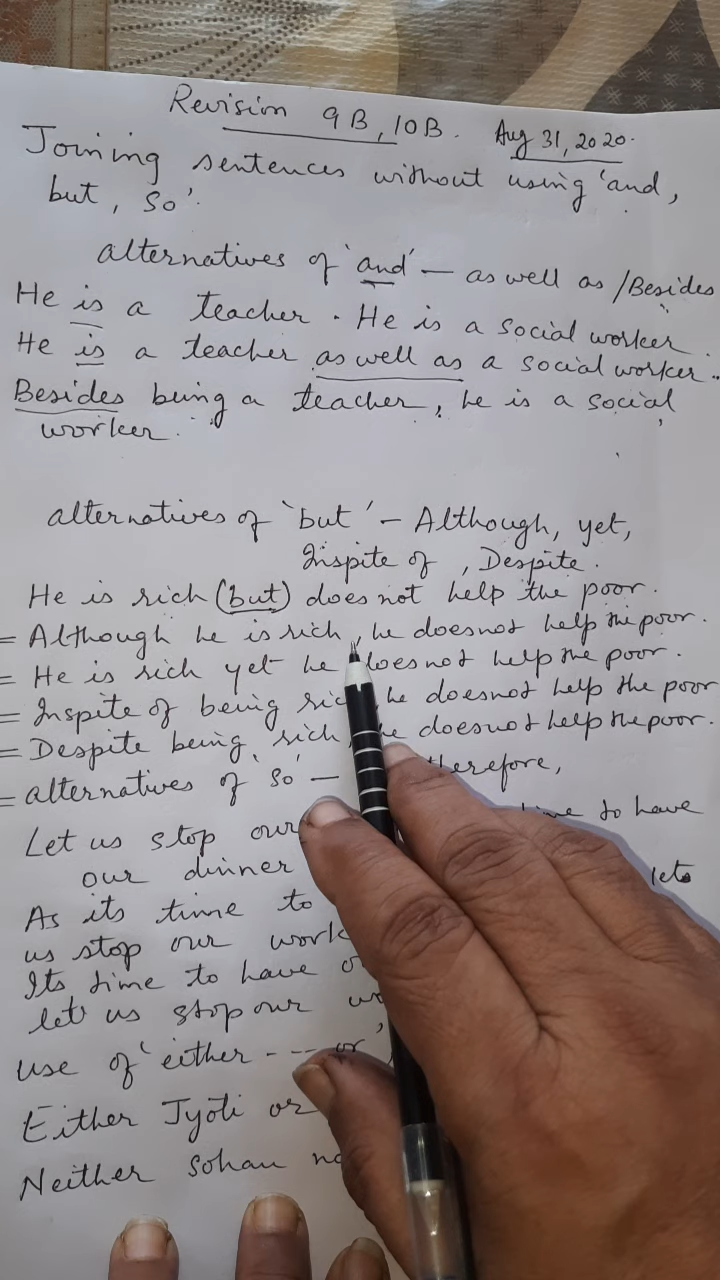 Revision 9B, 10B. Aug 31, 2020.
Joining sentences without using 'and,
but, so'.
alternatives of 'and' – as well as / Besides
He is a teacher. He is a social worker.
He is a teacher as well as a social worker.
Besides being a teacher, he is a social
worker.
alternatives of 'but' – Although, yet,
Inspite of, Despite.
He is rich (but) does not help the poor.
= Although he is rich, he doesnot help the poor.
= He is rich yet he doesnot help the poor.
= Inspite of being he doesnot help the poor
= Despite being rich, he doesnot help the poor.
= alternatives of 'so' – therefore,
Let us stop our time to have
our dinner lets
As its time to
us stop our work
Its time to have
let us stop our
use of 'either --- or'
Either Jyoti or
Neither Sohan